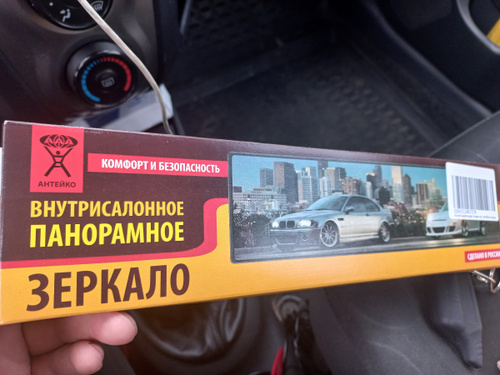 АНТЕЙКО
КОМФОРТ И БЕЗОПАСНОСТЬ
ВНУТРИСАЛОННОЕ
ПАНОРАМНОЕ
ЗЕРКАЛО
СДЕЛАНО В РОССИИ